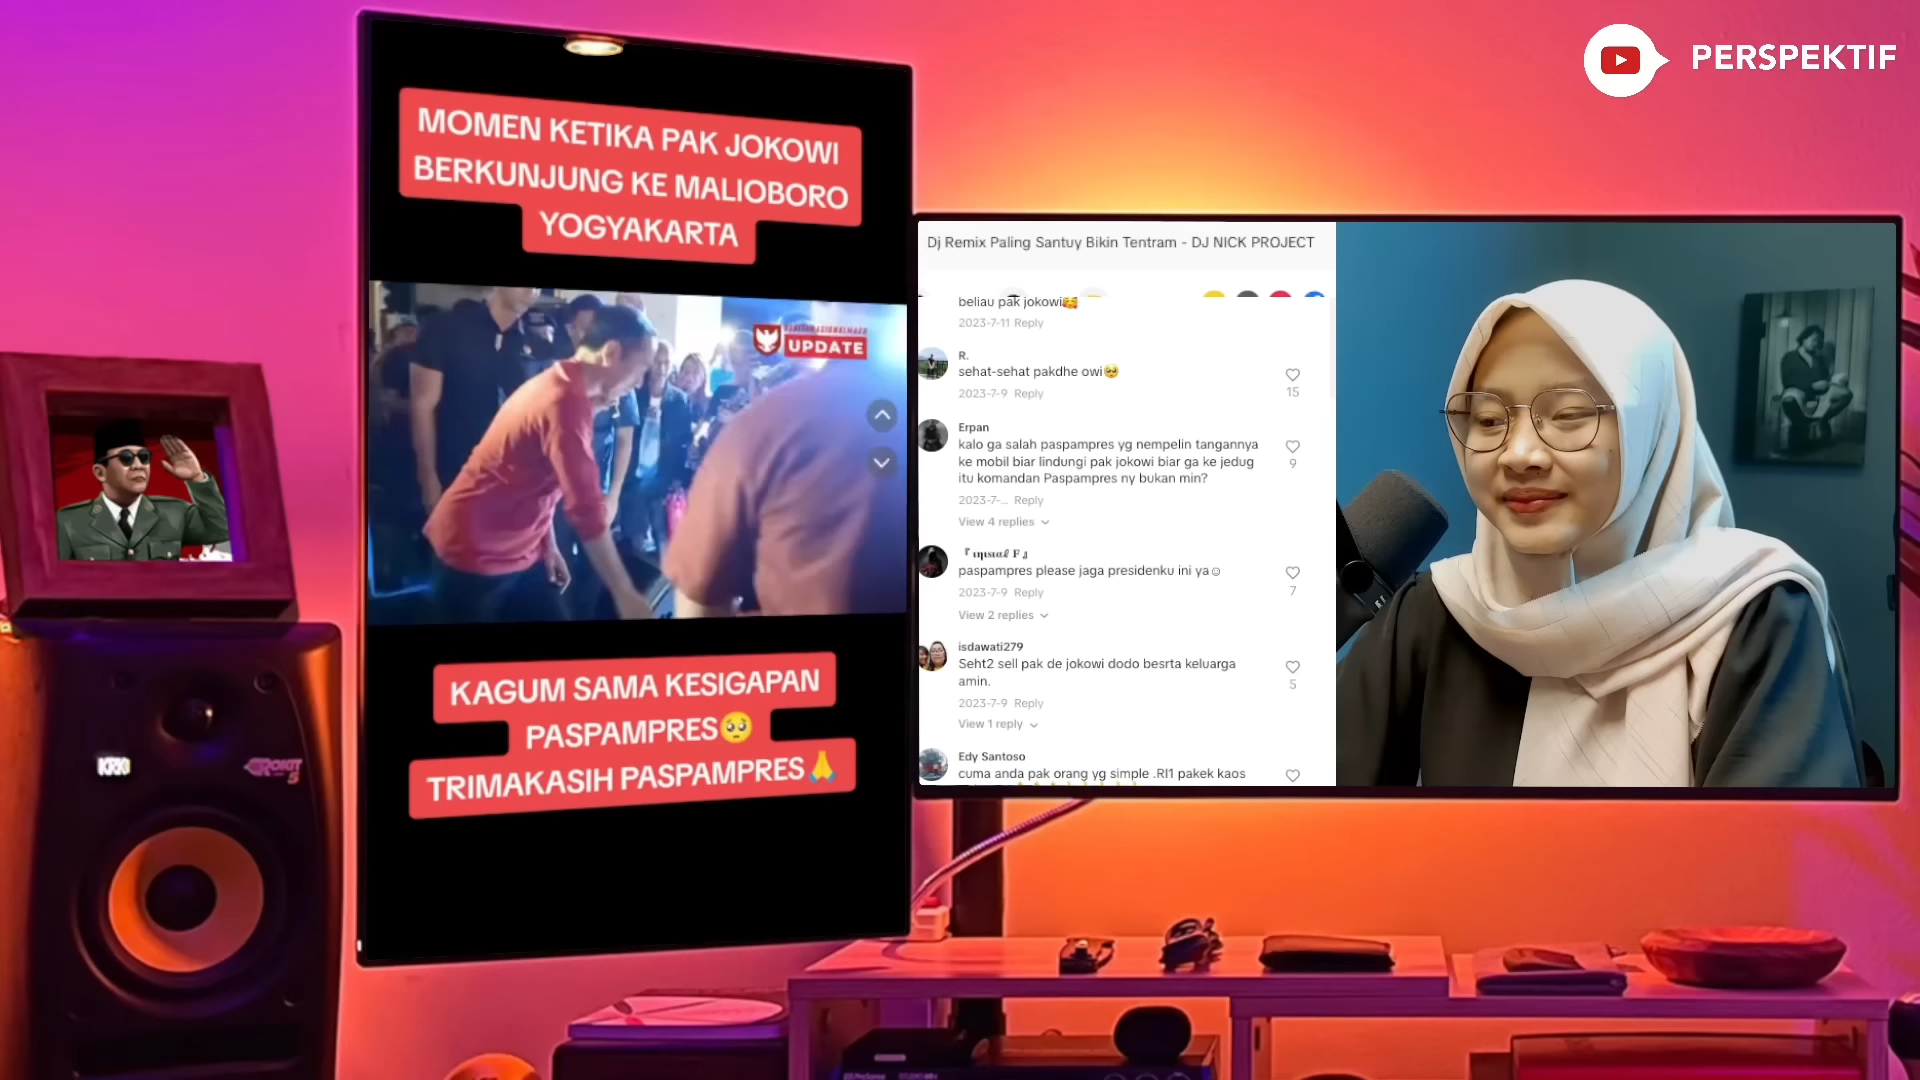 PERSPEKTIF
MOMEN KETIKA PAK JOKOWI
BERKUNJUNG KE MALIOBORO
YOGYAKARTA
UPDATE
KAGUM SAMA KESIGAPAN
PASPAMPRES🥺
TRIMAKASIH PASPAMPRES🙏
Dj Remix Paling Santuy Bikin Tentram - DJ NICK PROJECT
beliau pak jokowi🥰
2023-7-11 Reply
R.
sehat-sehat pakdhe owi🥺
2023-7-9 Reply
15
Erpan
kalo ga salah paspampres yg nempelin tangannya
ke mobil biar lindungi pak jokowi biar ga ke jedug
itu komandan Paspampres ny bukan min?
9
2023-7-... Reply
View 4 replies
paspampres please jaga presidenku ini ya☺
2023-7-9 Reply
7
View 2 replies
isdawati279
Seht2 sell pak de jokowi dodo besrta keluarga
amin.
5
2023-7-9 Reply
View 1 reply
Edy Santoso
cuma anda pak orang yg simple .RI1 pakek kaos
KRK
ROKIT 5